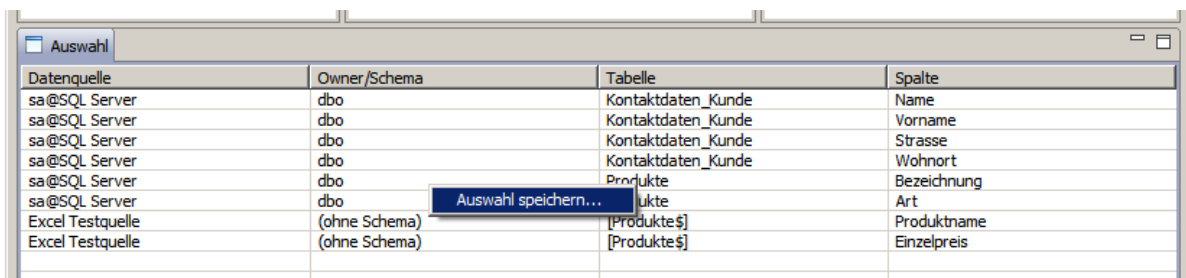 Auswahl
Datenquelle Owner/Schema Tabelle Spalte
sa@SQL Server dbo Kontaktdaten_Kunde Name
sa@SQL Server dbo Kontaktdaten_Kunde Vorname
sa@SQL Server dbo Kontaktdaten_Kunde Strasse
sa@SQL Server dbo Kontaktdaten_Kunde Wohnort
sa@SQL Server dbo Produkte Bezeichnung
Auswahl speichern...
sa@SQL Server dbo ukte Art
Excel Testquelle (ohne Schema) [Produkte$] Produktname
Excel Testquelle (ohne Schema) [Produkte$] Einzelpreis